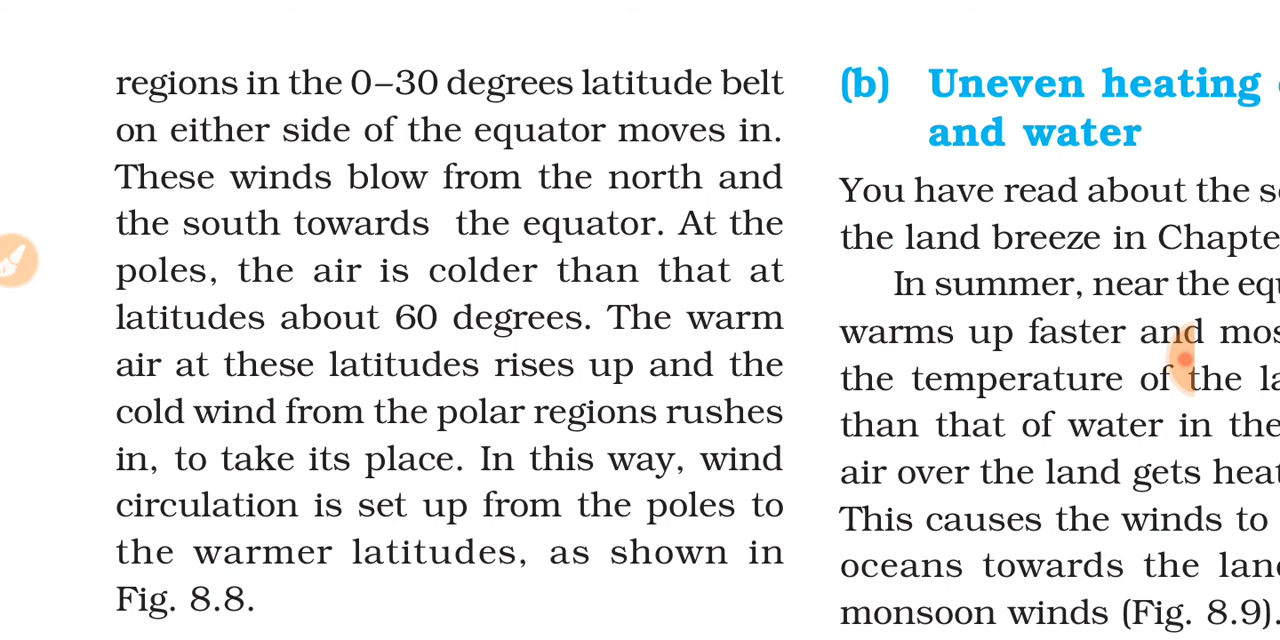 regions in the 0–30 degrees latitude belt
on either side of the equator moves in.
These winds blow from the north and
the south towards the equator. At the
poles, the air is colder than that at
latitudes about 60 degrees. The warm
air at these latitudes rises up and the
cold wind from the polar regions rushes
in, to take its place. In this way, wind
circulation is set up from the poles to
the warmer latitudes, as shown in
Fig. 8.8.
(b) Uneven heating
and water
You have read about the
the land breeze in
In summer, near the
warms up faster and
the temperature of the
than that of water in the
air over the land gets
This causes the winds to
oceans towards the
monsoon winds (Fig. 8.9).